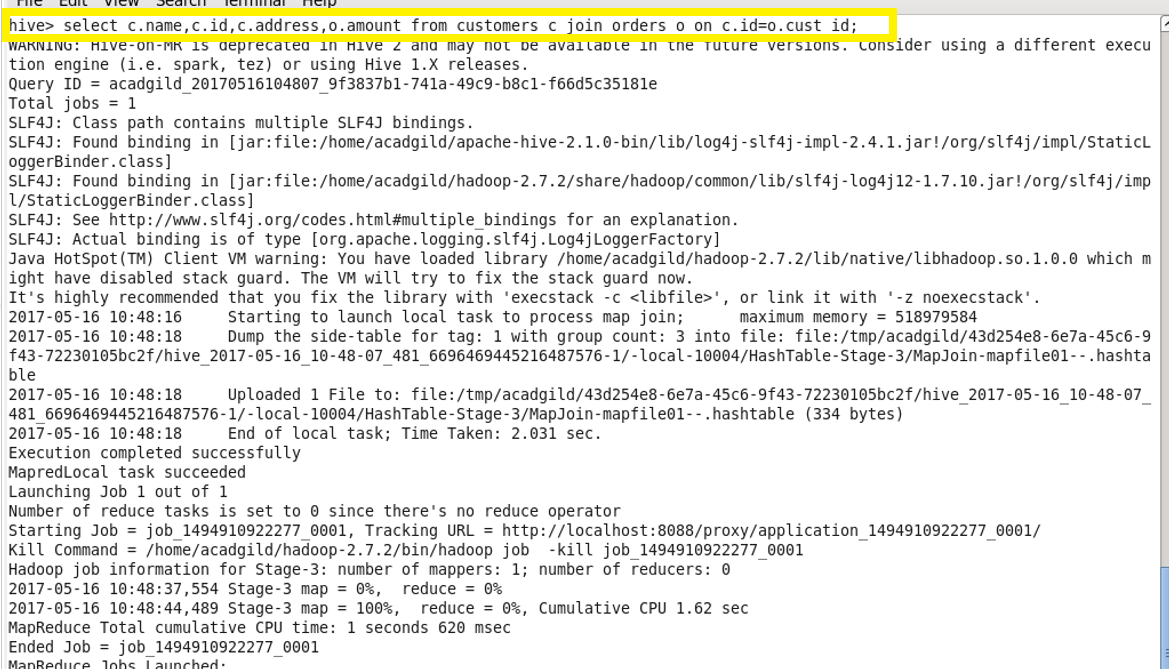 File Edit View Search Terminal Help
hive> select c.name,c.id,c.address,o.amount from customers c join orders o on c.id=o.cust id;
WARNING: Hive-on-MR is deprecated in Hive 2 and may not be available in the future versions. Consider using a different execu
tion engine (i.e. spark, tez) or using Hive 1.X releases.
Query ID = acadgild_20170516104807_9f3837b1-741a-49c9-b8c1-f66d5c35181e
Total jobs = 1
SLF4J: Class path contains multiple SLF4J bindings.
SLF4J: Found binding in [jar:file:/home/acadgild/apache-hive-2.1.0-bin/lib/log4j-slf4j-impl-2.4.1.jar!/org/slf4j/impl/StaticL
oggerBinder.class]
SLF4J: Found binding in [jar:file:/home/acadgild/hadoop-2.7.2/share/hadoop/common/lib/slf4j-log4j12-1.7.10.jar!/org/slf4j/imp
l/StaticLoggerBinder.class]
SLF4J: See http://www.slf4j.org/codes.html#multiple_bindings for an explanation.
SLF4J: Actual binding is of type [org.apache.logging.slf4j.Log4jLoggerFactory]
Java HotSpot(TM) Client VM warning: You have loaded library /home/acadgild/hadoop-2.7.2/lib/native/libhadoop.so.1.0.0 which m
ight have disabled stack guard. The VM will try to fix the stack guard now.
It's highly recommended that you fix the library with 'execstack -c <libfile>', or link it with '-z noexecstack'.
2017-05-16 10:48:16 Starting to launch local task to process map join; maximum memory = 518979584
2017-05-16 10:48:18 Dump the side-table for tag: 1 with group count: 3 into file: file:/tmp/acadgild/43d254e8-6e7a-45c6-9
f43-72230105bc2f/hive_2017-05-16_10-48-07_481_6696469445216487576-1/-local-10004/HashTable-Stage-3/MapJoin-mapfile01--.hashta
ble
2017-05-16 10:48:18 Uploaded 1 File to: file:/tmp/acadgild/43d254e8-6e7a-45c6-9f43-72230105bc2f/hive_2017-05-16_10-48-07_
481_6696469445216487576-1/-local-10004/HashTable-Stage-3/MapJoin-mapfile01--.hashtable (334 bytes)
2017-05-16 10:48:18 End of local task; Time Taken: 2.031 sec.
Execution completed successfully
MapredLocal task succeeded
Launching Job 1 out of 1
Number of reduce tasks is set to 0 since there's no reduce operator
Starting Job = job_1494910922277_0001, Tracking URL = http://localhost:8088/proxy/application_1494910922277_0001/
Kill Command = /home/acadgild/hadoop-2.7.2/bin/hadoop job -kill job_1494910922277_0001
Hadoop job information for Stage-3: number of mappers: 1; number of reducers: 0
2017-05-16 10:48:37,554 Stage-3 map = 0%, reduce = 0%
2017-05-16 10:48:44,489 Stage-3 map = 100%, reduce = 0%, Cumulative CPU 1.62 sec
MapReduce Total cumulative CPU time: 1 seconds 620 msec
Ended Job = job_1494910922277_0001
MapReduce Jobs Launched: